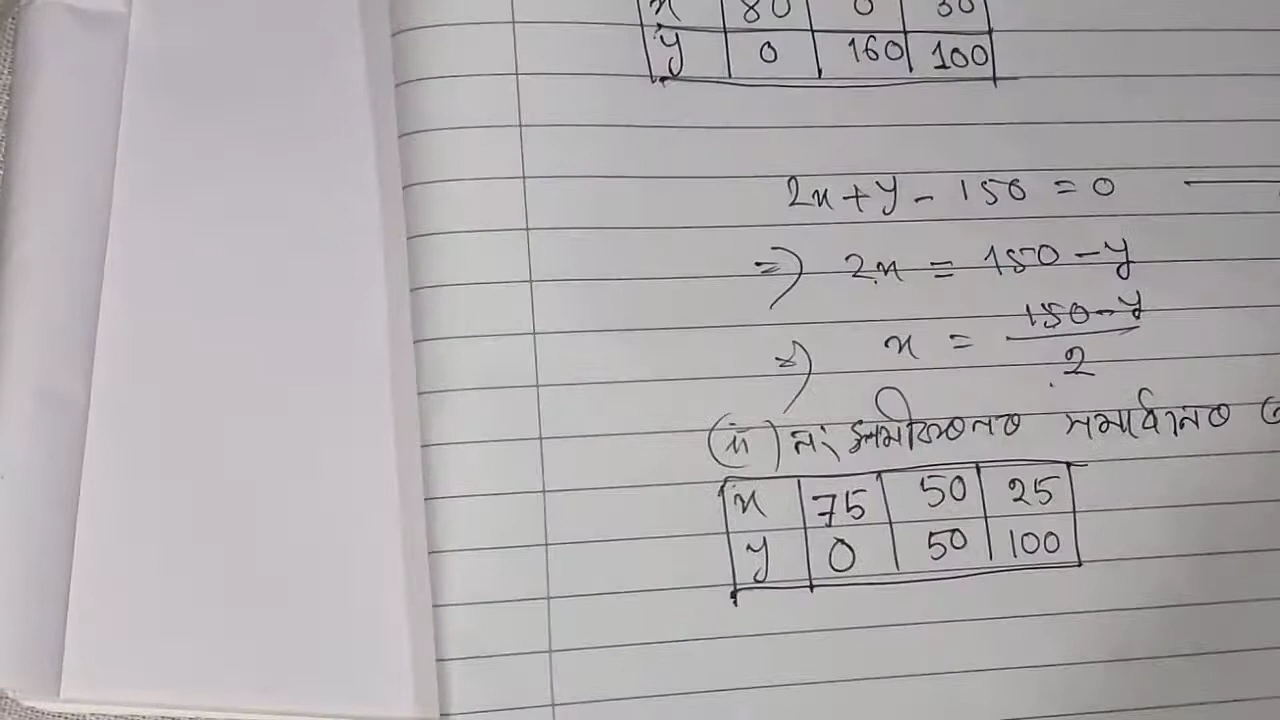 x 80 0 30
y 0 160 100
2x + y - 150 = 0
=> 2x = 150 - y
=> x = (150 - y)/2
(ii) নং সমীকৰণৰ সমাধানৰ
x 75 50 25
y 0 50 100